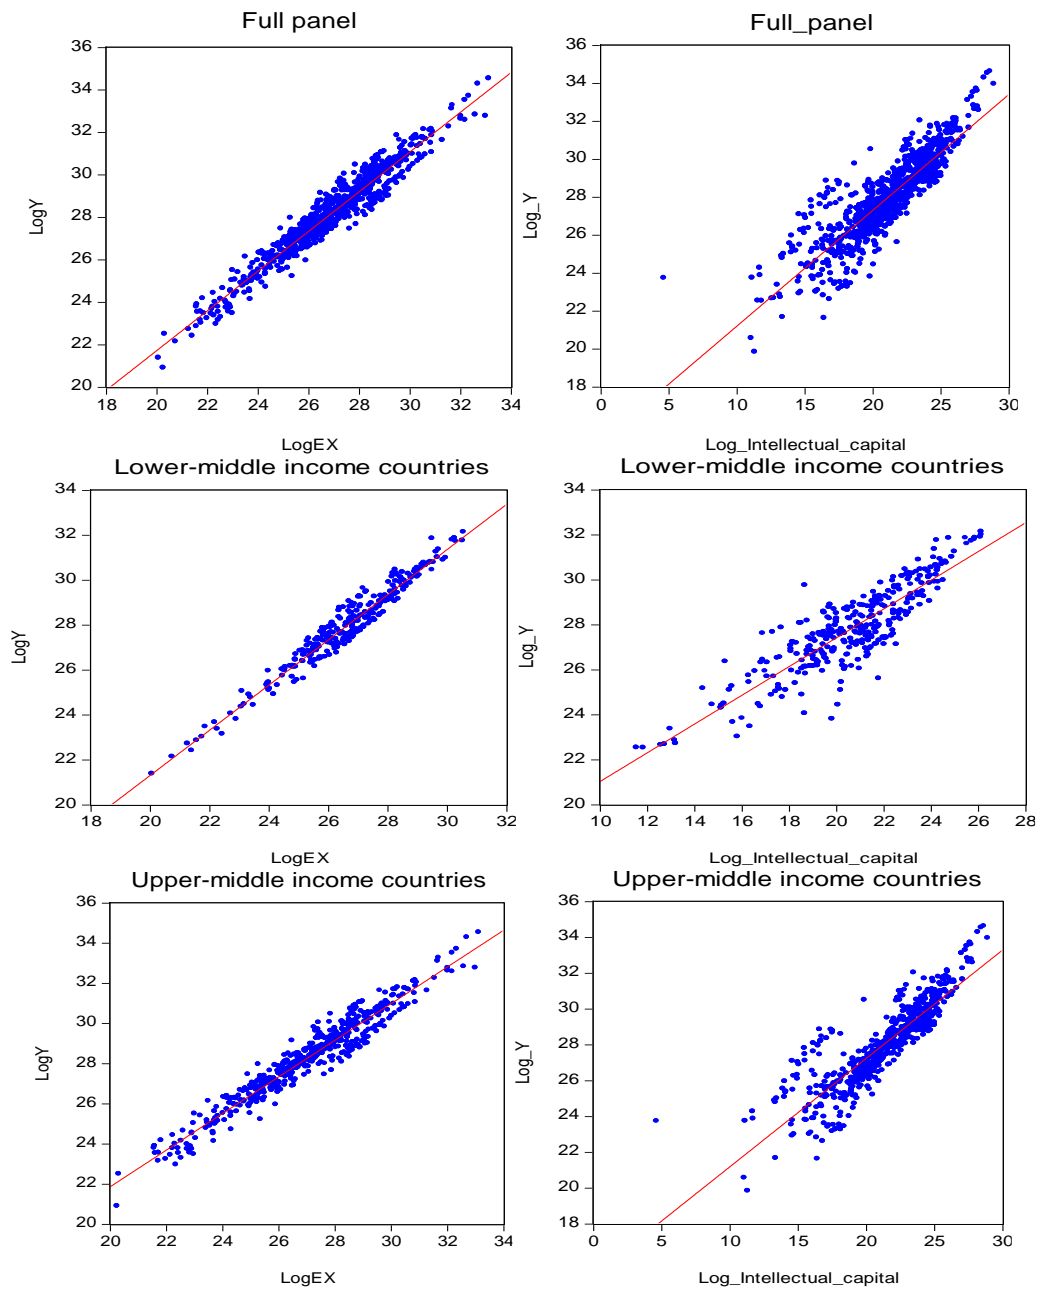 Full panel
36
34
32
30
28
26
24
22
20
LogY
18 20 22 24 26 28 30 32 34
LogEX
Full_panel
36
34
32
30
28
26
24
22
20
18
Log_Y
0 5 10 15 20 25 30
Log_Intellectual_capital
Lower-middle income countries
34
32
30
28
26
24
22
20
LogY
18 20 22 24 26 28 30 32
LogEX
Lower-middle income countries
34
32
30
28
26
24
22
20
Log_Y
10 12 14 16 18 20 22 24 26 28
Log_Intellectual_capital
Upper-middle income countries
36
34
32
30
28
26
24
22
20
LogY
20 22 24 26 28 30 32 34
LogEX
Upper-middle income countries
36
34
32
30
28
26
24
22
20
18
Log_Y
0 5 10 15 20 25 30
Log_Intellectual_capital